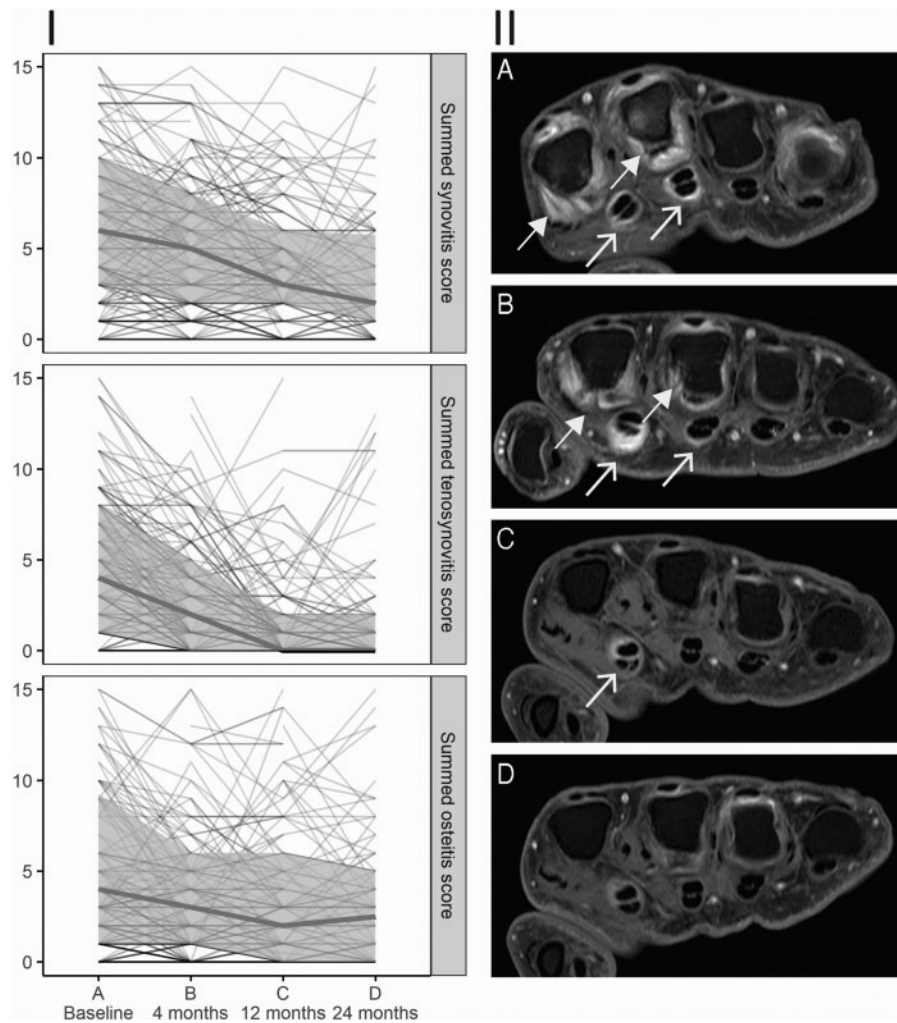 I
15
10
5
0
Summed synovitis score
15
10
5
0
Summed tenosynovitis score
15
10
5
0
Summed osteitis score
A B C D
Baseline 4 months 12 months 24 months
II
A
B
C
D